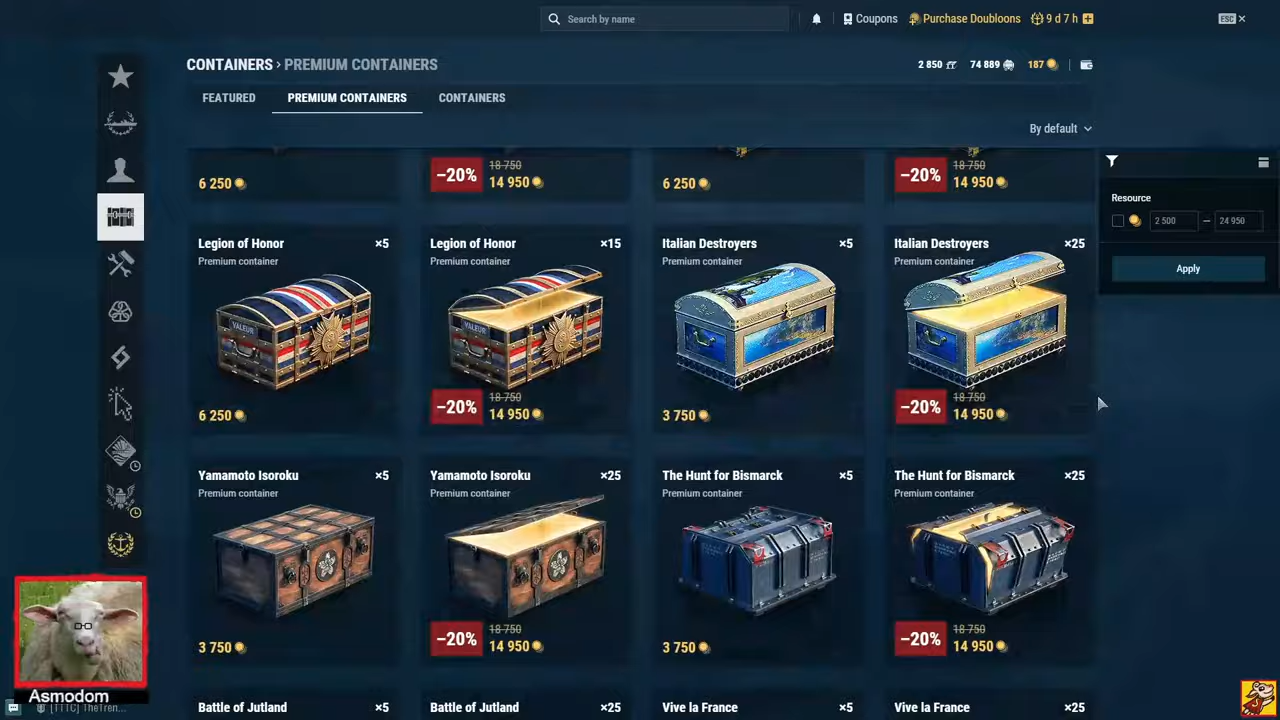 Search by name
Coupons
Purchase Doubloons
9 d 7 h
ESC
CONTAINERS › PREMIUM CONTAINERS
2 850
74 889
187
FEATURED
PREMIUM CONTAINERS
CONTAINERS
By default
6 250
–20%
18 750
14 950
6 250
–20%
18 750
14 950
Resource
2 500 — 24 950
Apply
Legion of Honor ×5
Premium container
VALEUR
6 250
Legion of Honor ×15
Premium container
VALEUR
–20%
18 750
14 950
Italian Destroyers ×5
Premium container
3 750
Italian Destroyers ×25
Premium container
–20%
18 750
14 950
Yamamoto Isoroku ×5
Premium container
3 750
Yamamoto Isoroku ×25
Premium container
–20%
18 750
14 950
The Hunt for Bismarck ×5
Premium container
3 750
The Hunt for Bismarck ×25
Premium container
–20%
18 750
14 950
Battle of Jutland ×5
Battle of Jutland ×25
Vive la France ×5
Vive la France ×25
Asmodom
[TTTC] TheTren...